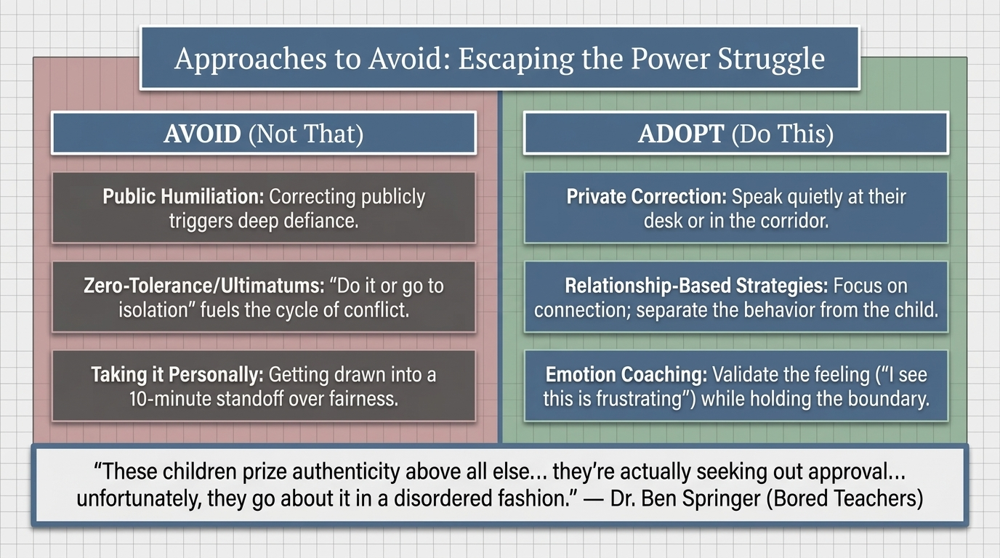 Approaches to Avoid: Escaping the Power Struggle
AVOID (Not That)
Public Humiliation: Correcting publicly
triggers deep defiance.
Zero-Tolerance/Ultimatums: “Do it or go to
isolation” fuels the cycle of conflict.
Taking it Personally: Getting drawn into a
10-minute standoff over fairness.
ADOPT (Do This)
Private Correction: Speak quietly at their
desk or in the corridor.
Relationship-Based Strategies: Focus on
connection; separate the behavior from the child.
Emotion Coaching: Validate the feeling (“I see
this is frustrating”) while holding the boundary.
“These children prize authenticity above all else... they’re actually seeking out approval...
unfortunately, they go about it in a disordered fashion.” — Dr. Ben Springer (Bored Teachers)